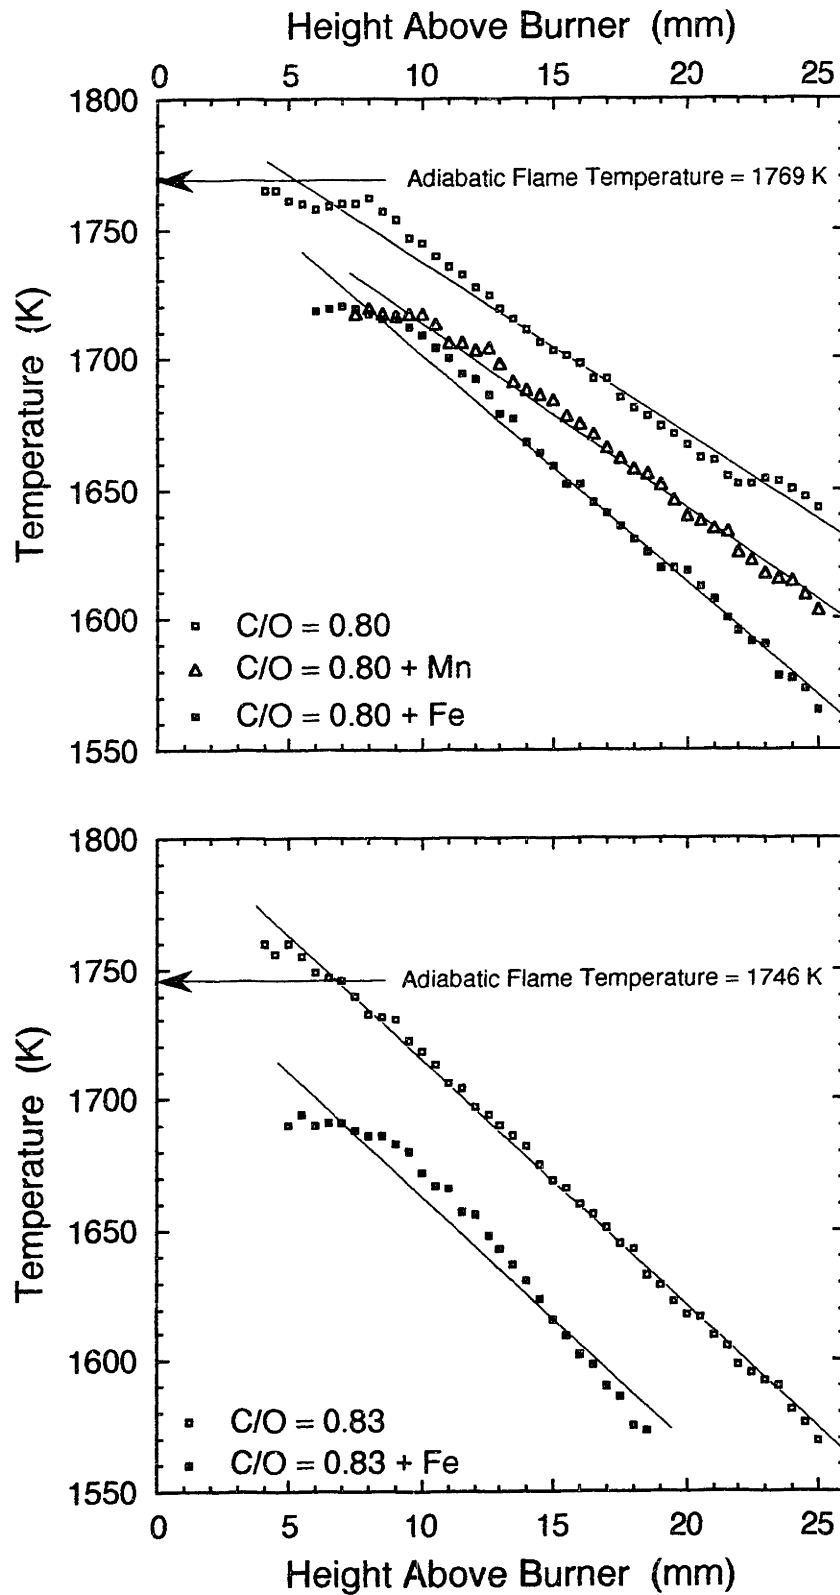 Height Above Burner (mm)
0 5 10 15 20 25
1800
Adiabatic Flame Temperature = 1769 K
1750
1700
Temperature (K)
1650
1600
C/O = 0.80
C/O = 0.80 + Mn
C/O = 0.80 + Fe
1550
1800
1750
Adiabatic Flame Temperature = 1746 K
1700
Temperature (K)
1650
1600
C/O = 0.83
C/O = 0.83 + Fe
1550
0 5 10 15 20 25
Height Above Burner (mm)